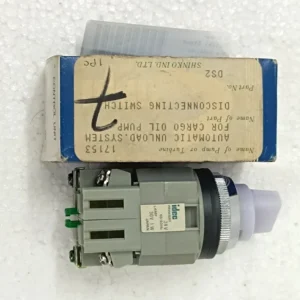 SHINKO IND. LTD.
1PC
Part No.
DS2
Name of Part
DISCONNECTING SWITCH
FOR CARGO OIL PUMP
AUTOMATIC UNLOAD.SYSTEM
Name of Pump or Turbine
17153
7
idec